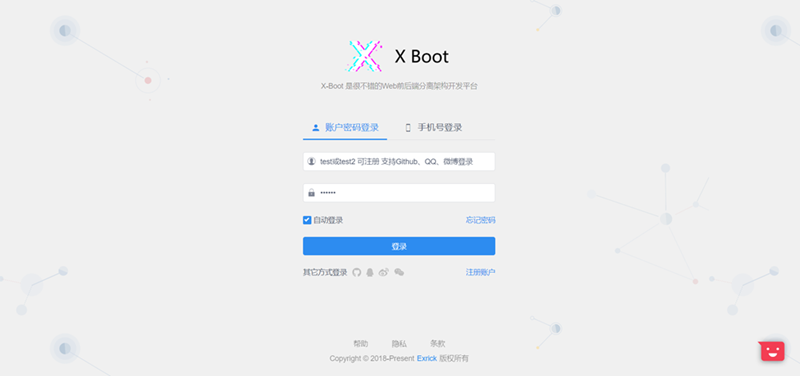 X Boot
X-Boot 是很不错的Web前后端分离架构开发平台
账户密码登录 手机号登录
test或test2 可注册 支持Github、QQ、微博登录
••••••
自动登录 忘记密码
登录
其它方式登录 注册账户
帮助 隐私 条款
Copyright © 2018-Present Exrick 版权所有